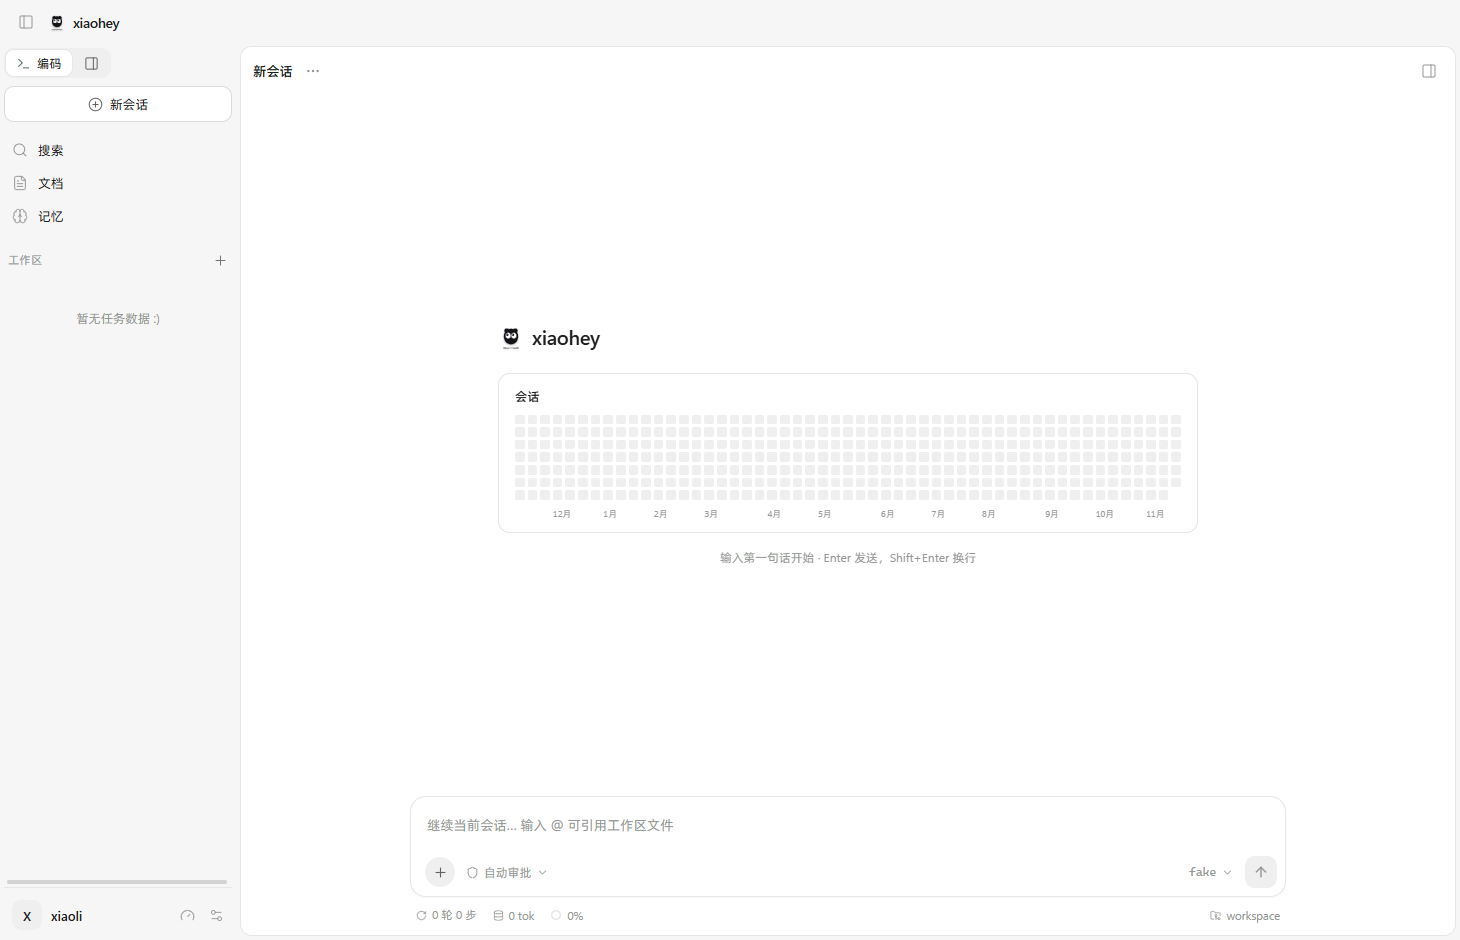 xiaohey
编码
新会话
搜索
文档
记忆
工作区
暂无任务数据 :)
X xiaoli
新会话 ···
xiaohey
会话
12月 1月 2月 3月 4月 5月 6月 7月 8月 9月 10月 11月
输入第一句话开始 · Enter 发送，Shift+Enter 换行
继续当前会话... 输入 @ 可引用工作区文件
自动审批
fake
0 轮 0 步 0 tok 0%
workspace